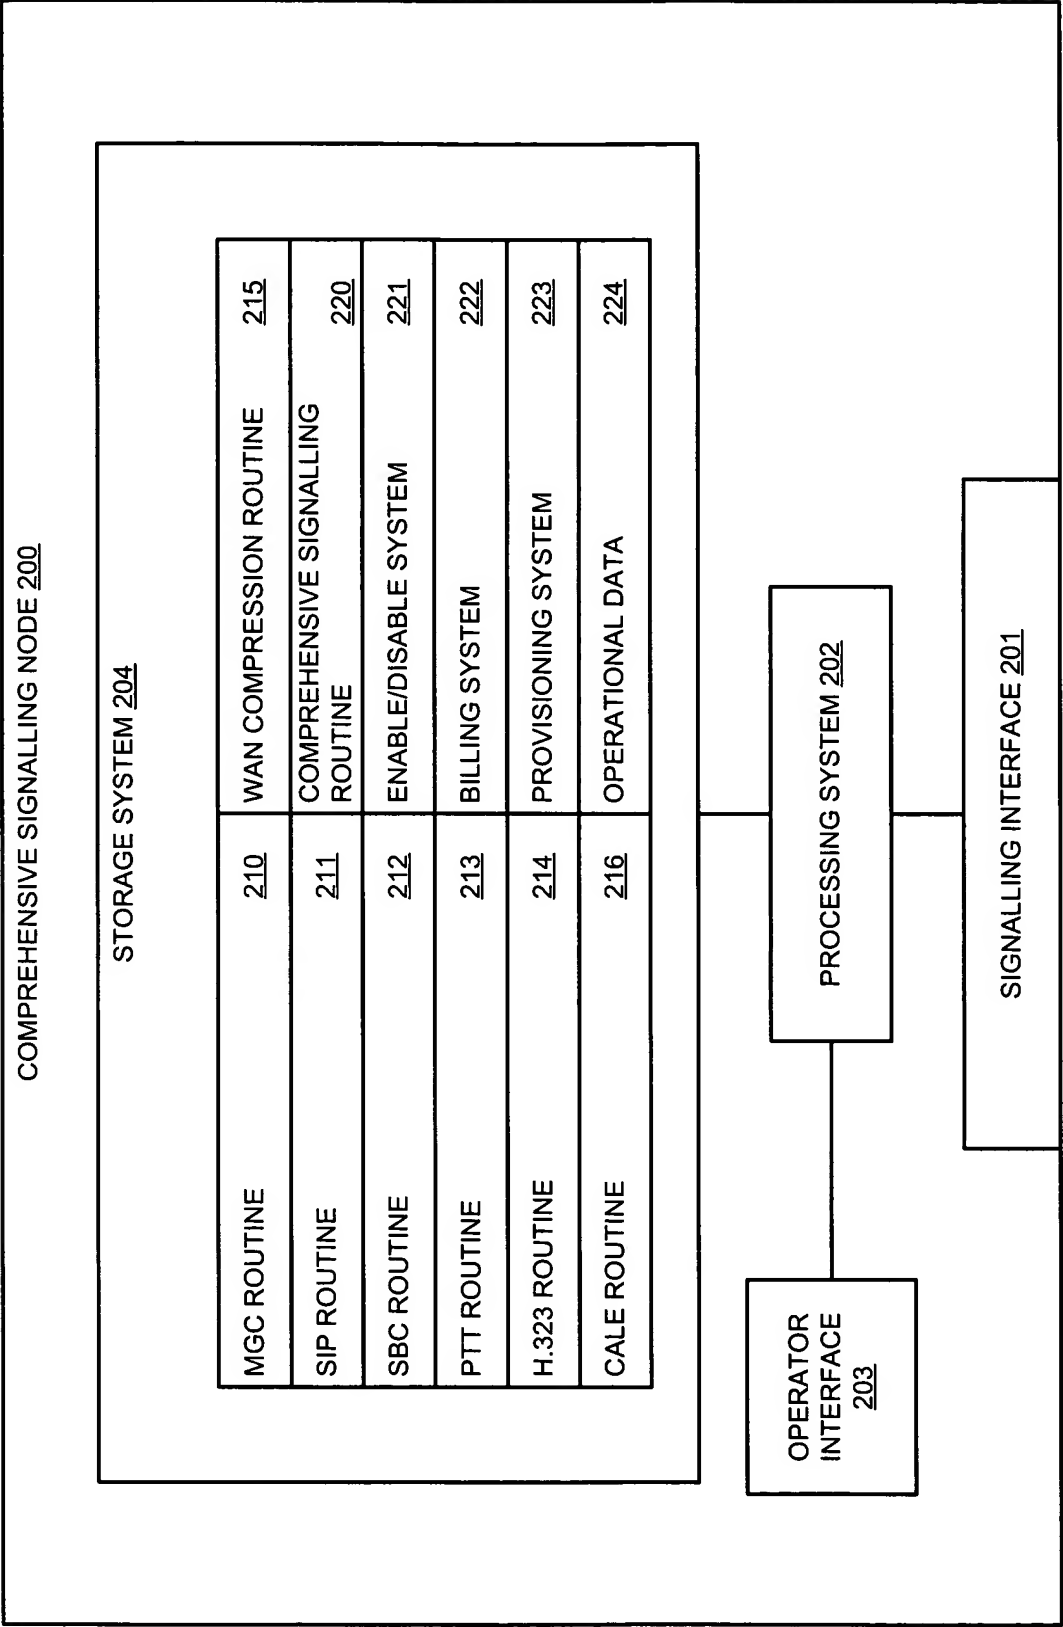 COMPREHENSIVE SIGNALLING NODE 200
STORAGE SYSTEM 204
MGC ROUTINE 210
WAN COMPRESSION ROUTINE 215
SIP ROUTINE 211
COMPREHENSIVE SIGNALLING
ROUTINE 220
SBC ROUTINE 212
ENABLE/DISABLE SYSTEM 221
PTT ROUTINE 213
BILLING SYSTEM 222
H.323 ROUTINE 214
PROVISIONING SYSTEM 223
CALE ROUTINE 216
OPERATIONAL DATA 224
OPERATOR
INTERFACE
203
PROCESSING SYSTEM 202
SIGNALLING INTERFACE 201